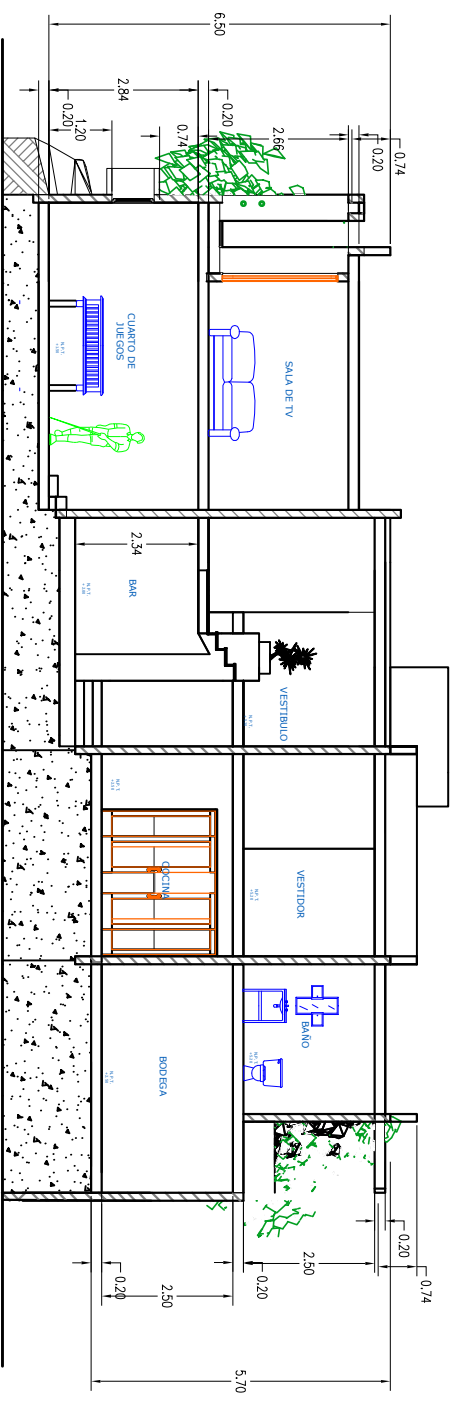 6.50
0.74
0.20
2.66
0.20
0.74
2.84
1.20
0.20
SALA DE TV
CUARTO DE
JUEGOS
N.P.T.
2.34
BAR
N.P.T.
VESTIBULO
N.P.T.
N.P.T.
COCINA
VESTIDOR
N.P.T.
BAÑO
N.P.T.
BODEGA
N.P.T.
0.74
0.20
2.50
0.20
2.50
0.20
5.70